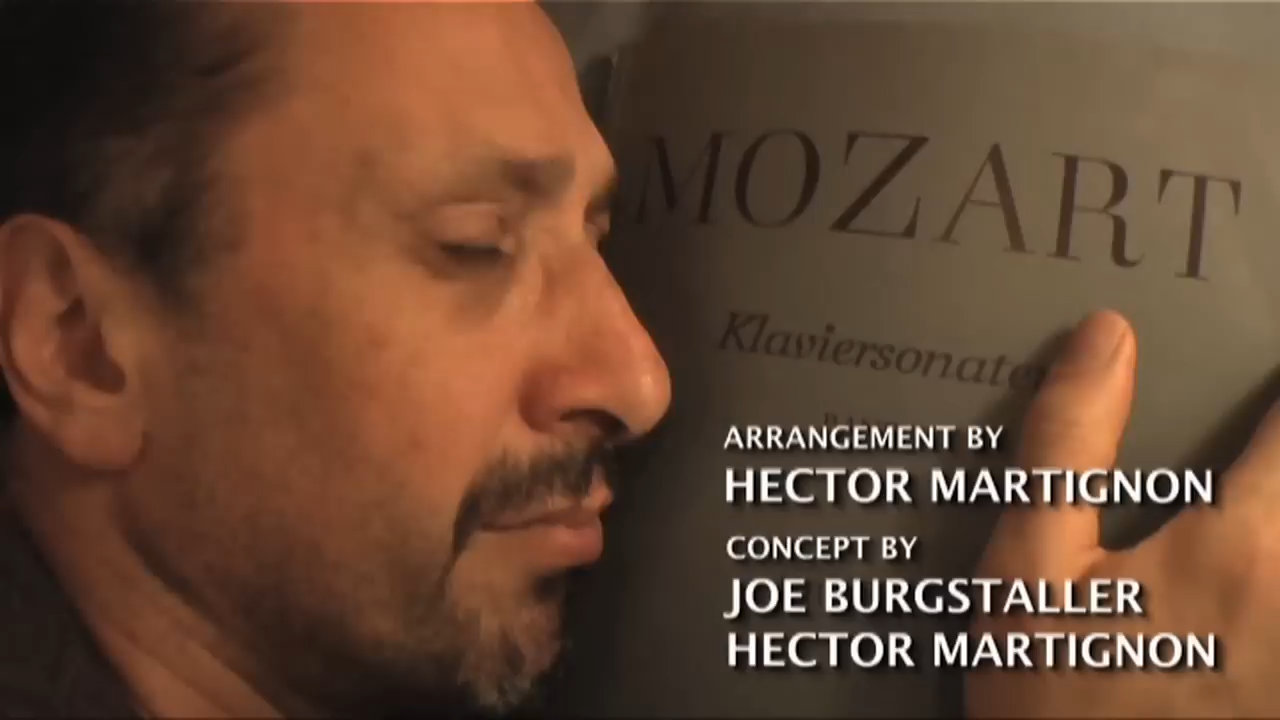 MOZART
Klaviersonate
ARRANGEMENT BY
HECTOR MARTIGNON
CONCEPT BY
JOE BURGSTALLER
HECTOR MARTIGNON